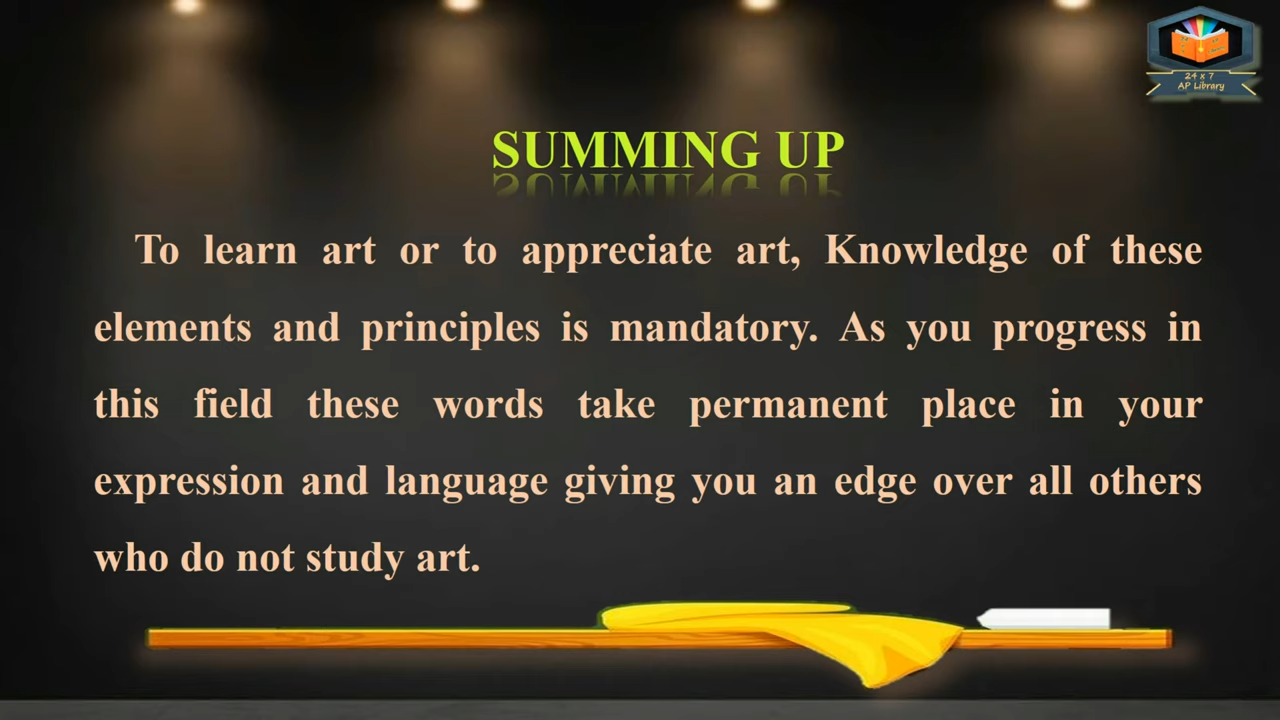 24 x 7
AP Library
SUMMING UP
To learn art or to appreciate art, Knowledge of these
elements and principles is mandatory. As you progress in
this field these words take permanent place in your
expression and language giving you an edge over all others
who do not study art.